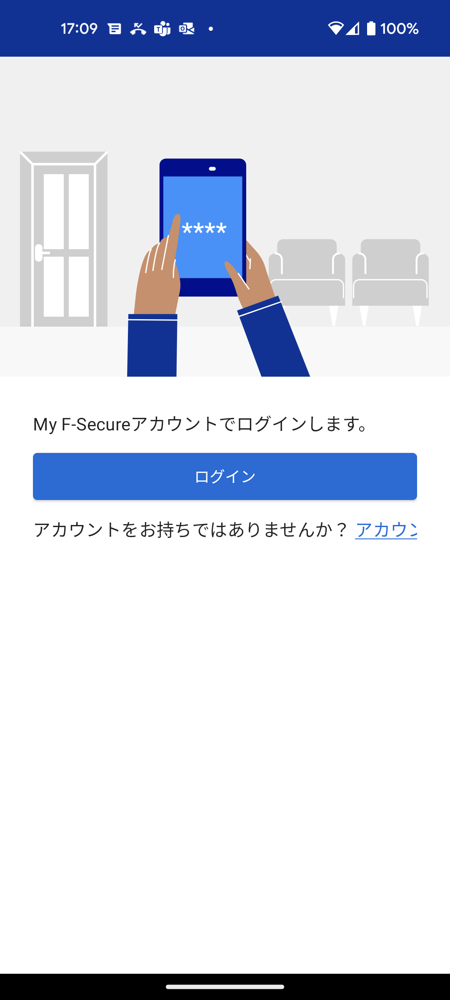 17:09
100%
****
My F-Secureアカウントでログインします。
ログイン
アカウントをお持ちではありませんか？ アカウン